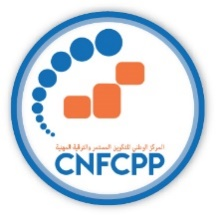 المركز الوطني للتكوين المستمر والترقية المهنية
CNFCPP